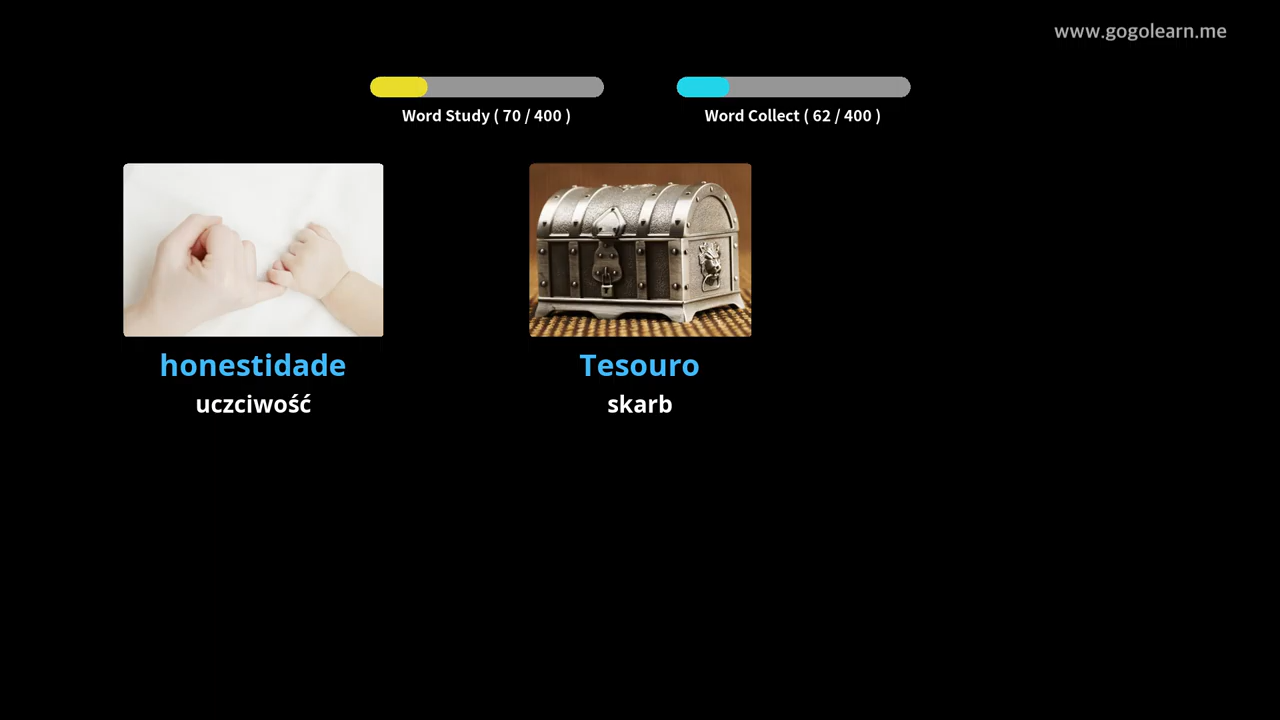 www.gogolearn.me
Word Study ( 70 / 400 )
Word Collect ( 62 / 400 )
honestidade
uczciwość
Tesouro
skarb